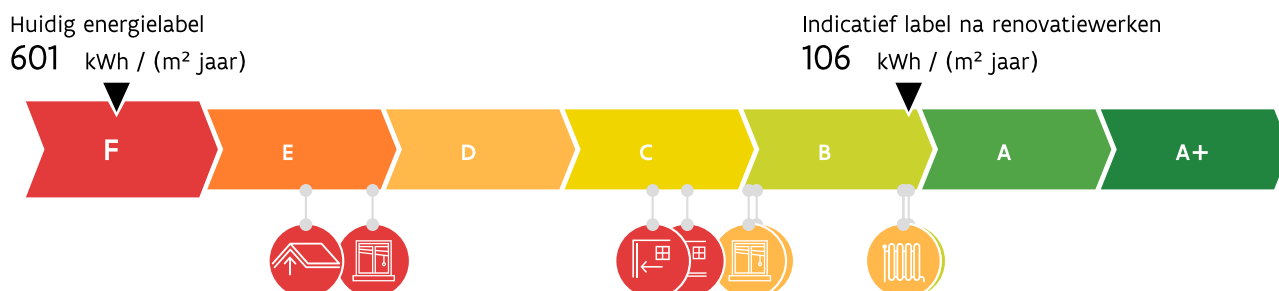 Huidig energielabel
601 kWh / (m² jaar)
Indicatief label na renovatiewerken
106 kWh / (m² jaar)
F E D C B A A+